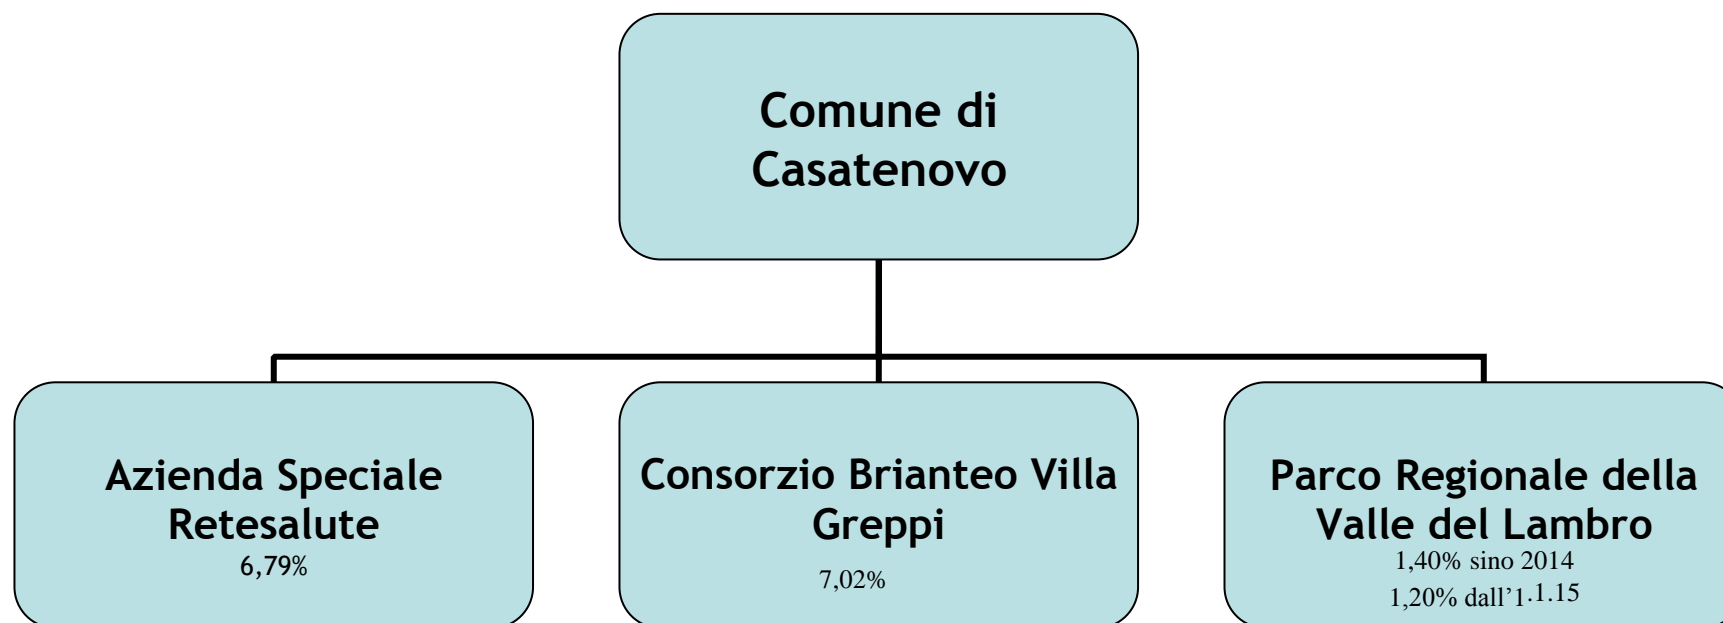 Comune di
Casatenovo
Azienda Speciale
Retesalute
6,79%
Consorzio Brianteo Villa
Greppi
7,02%
Parco Regionale della
Valle del Lambro
1,40% sino 2014
1,20% dall’1.1.15